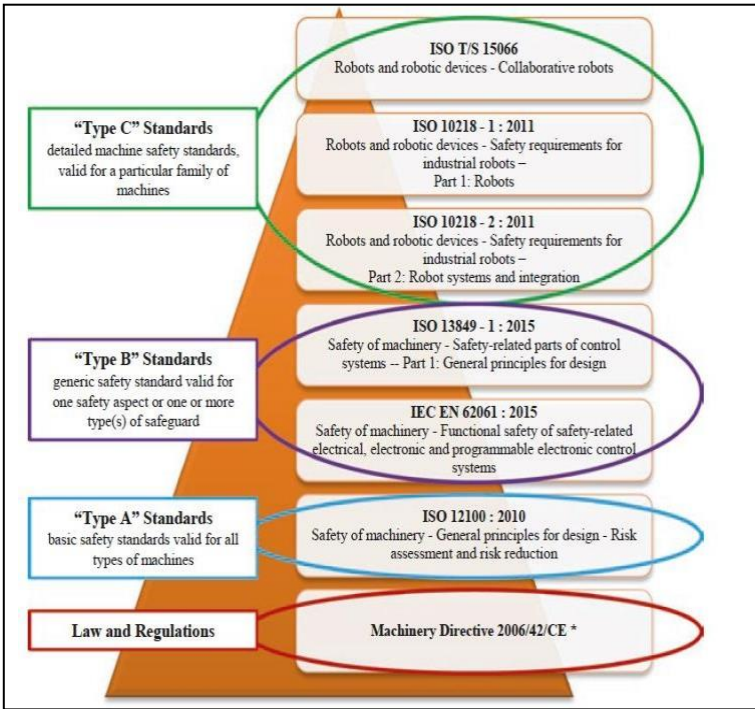 ISO T/S 15066
Robots and robotic devices - Collaborative robots
“Type C” Standards
detailed machine safety standards,
valid for a particular family of
machines
ISO 10218 - 1 : 2011
Robots and robotic devices - Safety requirements for
industrial robots –
Part 1: Robots
ISO 10218 - 2 : 2011
Robots and robotic devices - Safety requirements for
industrial robots –
Part 2: Robot systems and integration
“Type B” Standards
generic safety standard valid for
one safety aspect or one or more
type(s) of safeguard
ISO 13849 - 1 : 2015
Safety of machinery - Safety-related parts of control
systems -- Part 1: General principles for design
IEC EN 62061 : 2015
Safety of machinery - Functional safety of safety-related
electrical, electronic and programmable electronic control
systems
“Type A” Standards
basic safety standards valid for all
types of machines
ISO 12100 : 2010
Safety of machinery - General principles for design - Risk
assessment and risk reduction
Law and Regulations
Machinery Directive 2006/42/CE *